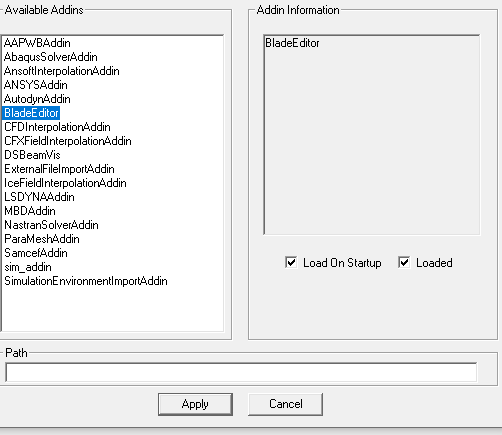 Available Addins
AAPWBAddin
AbaqusSolverAddin
AnsoftInterpolationAddin
ANSYSAddin
AutodynAddin
BladeEditor
CFDInterpolationAddin
CFXFieldInterpolationAddin
DSBeamVis
ExternalFileImportAddin
IceFieldInterpolationAddin
LSDYNAAddin
MBDAddin
NastranSolverAddin
ParaMeshAddin
SamcefAddin
sim_addin
SimulationEnvironmentImportAddin
Addin Information
BladeEditor
Load On Startup
Loaded
Path
Apply
Cancel